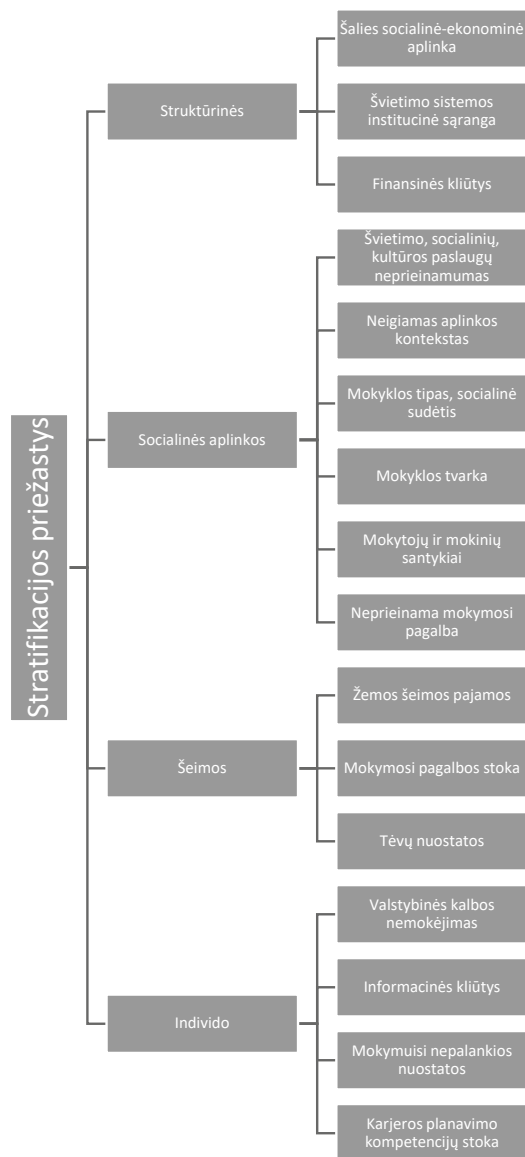 Stratifikacijos priežastys
Struktūrinės
Šalies socialinė-ekonominė
aplinka
Švietimo sistemos
institucinė sąranga
Finansinės kliūtys
Socialinės aplinkos
Švietimo, socialinių,
kultūros paslaugų
neprieinamumas
Neigiamas aplinkos
kontekstas
Mokyklos tipas, socialinė
sudėtis
Mokyklos tvarka
Mokytojų ir mokinių
santykiai
Neprieinama mokymosi
pagalba
Šeimos
Žemos šeimos pajamos
Mokymosi pagalbos stoka
Tėvų nuostatos
Individo
Valstybinės kalbos
nemokėjimas
Informacinės kliūtys
Mokymuisi nepalankios
nuostatos
Karjeros planavimo
kompetencijų stoka